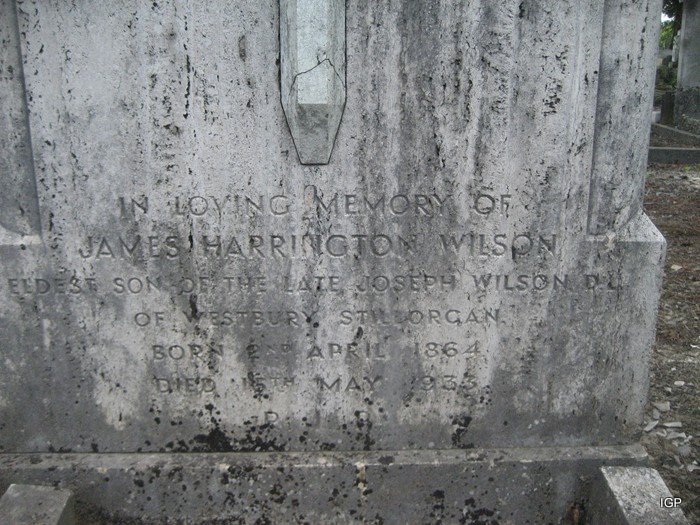 IN LOVING MEMORY OF
JAMES HARRINGTON WILSON
ELDEST SON OF THE LATE JOSEPH WILSON D.L.
OF WESTBURY STILLORGAN
BORN 2ND APRIL 1864
DIED 15TH MAY 1933
R I P
IGP